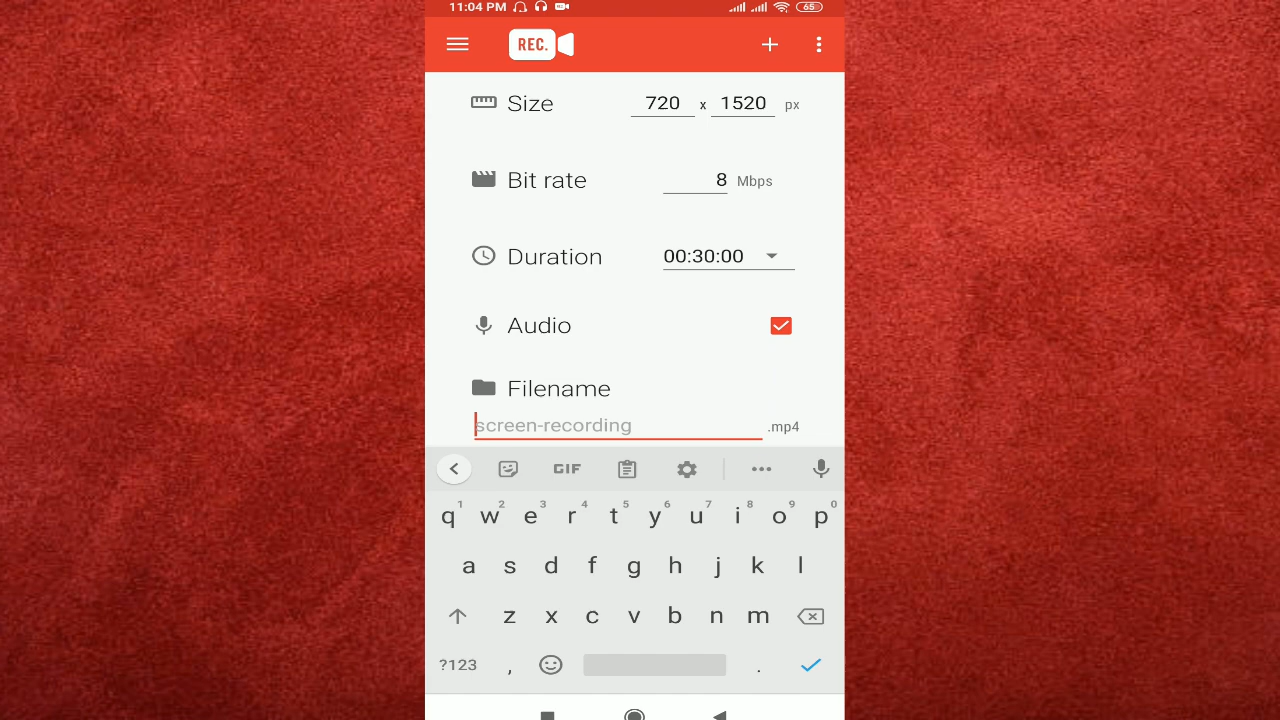 11:04 PM 65
REC.
Size 720 x 1520 px
Bit rate 8 Mbps
Duration 00:30:00
Audio
Filename
screen-recording .mp4
GIF
1 2 3 4 5 6 7 8 9 0
q w e r t y u i o p
a s d f g h j k l
z x c v b n m
?123 , .